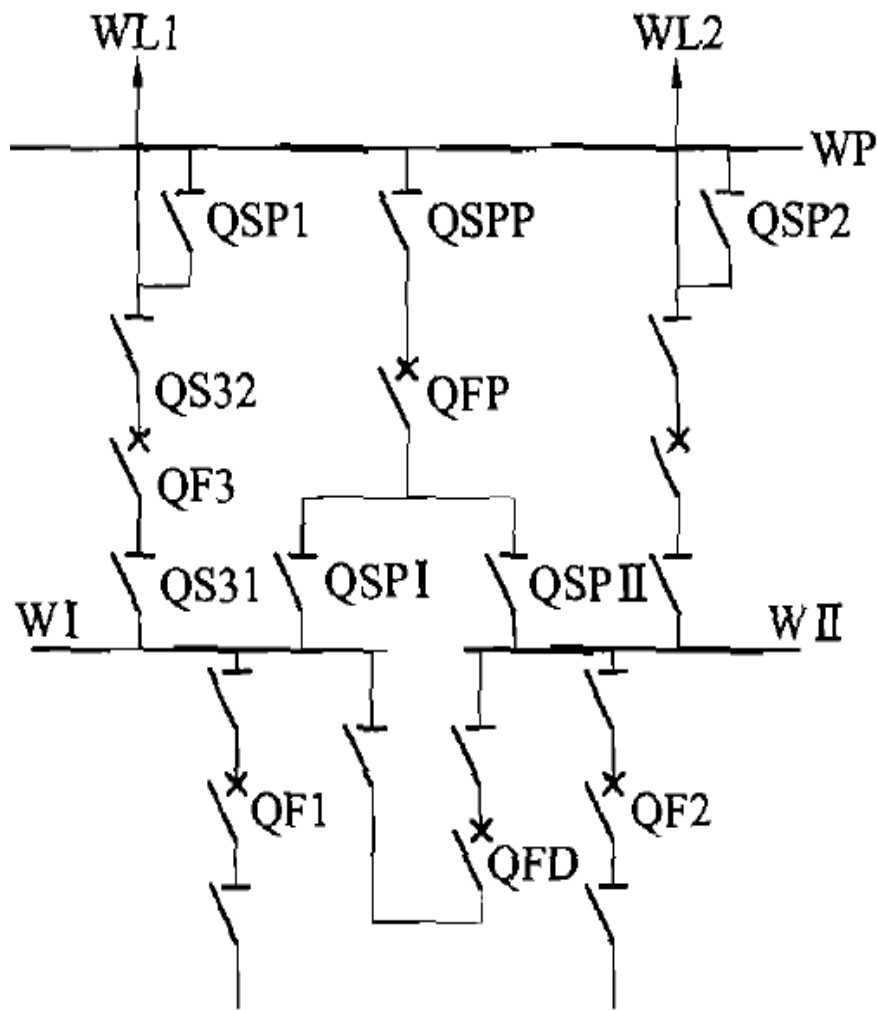 WL1 WL2
WP
QSP1 QSPP QSP2
QFP
QS32
QF3
QS31 QSPⅠ QSPⅡ
WⅠ WⅡ
QF1 QF2
QFD